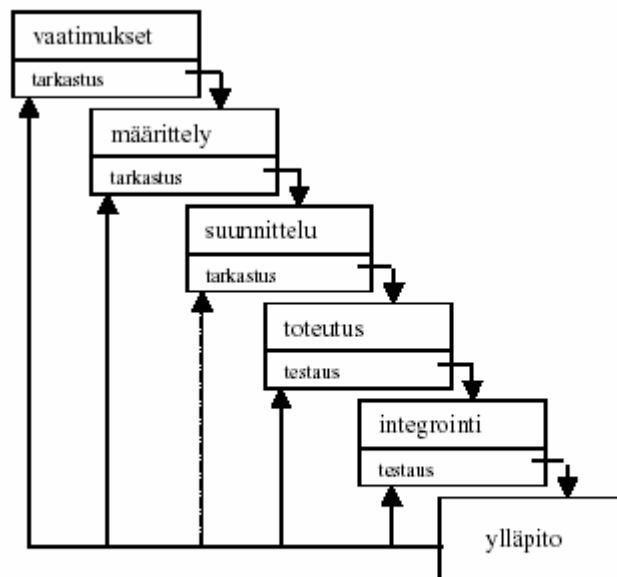 vaatimukset
tarkastus
määrittely
tarkastus
suunnittelu
tarkastus
toteutus
testaus
integrointi
testaus
ylläpito